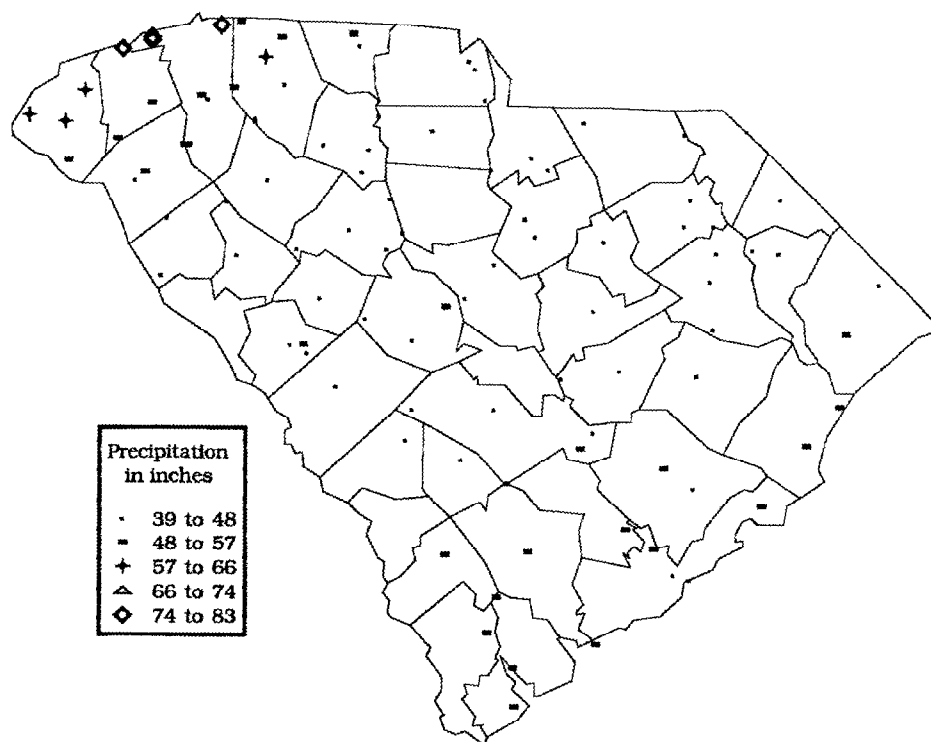 Precipitation
in inches
39 to 48
48 to 57
57 to 66
66 to 74
74 to 83